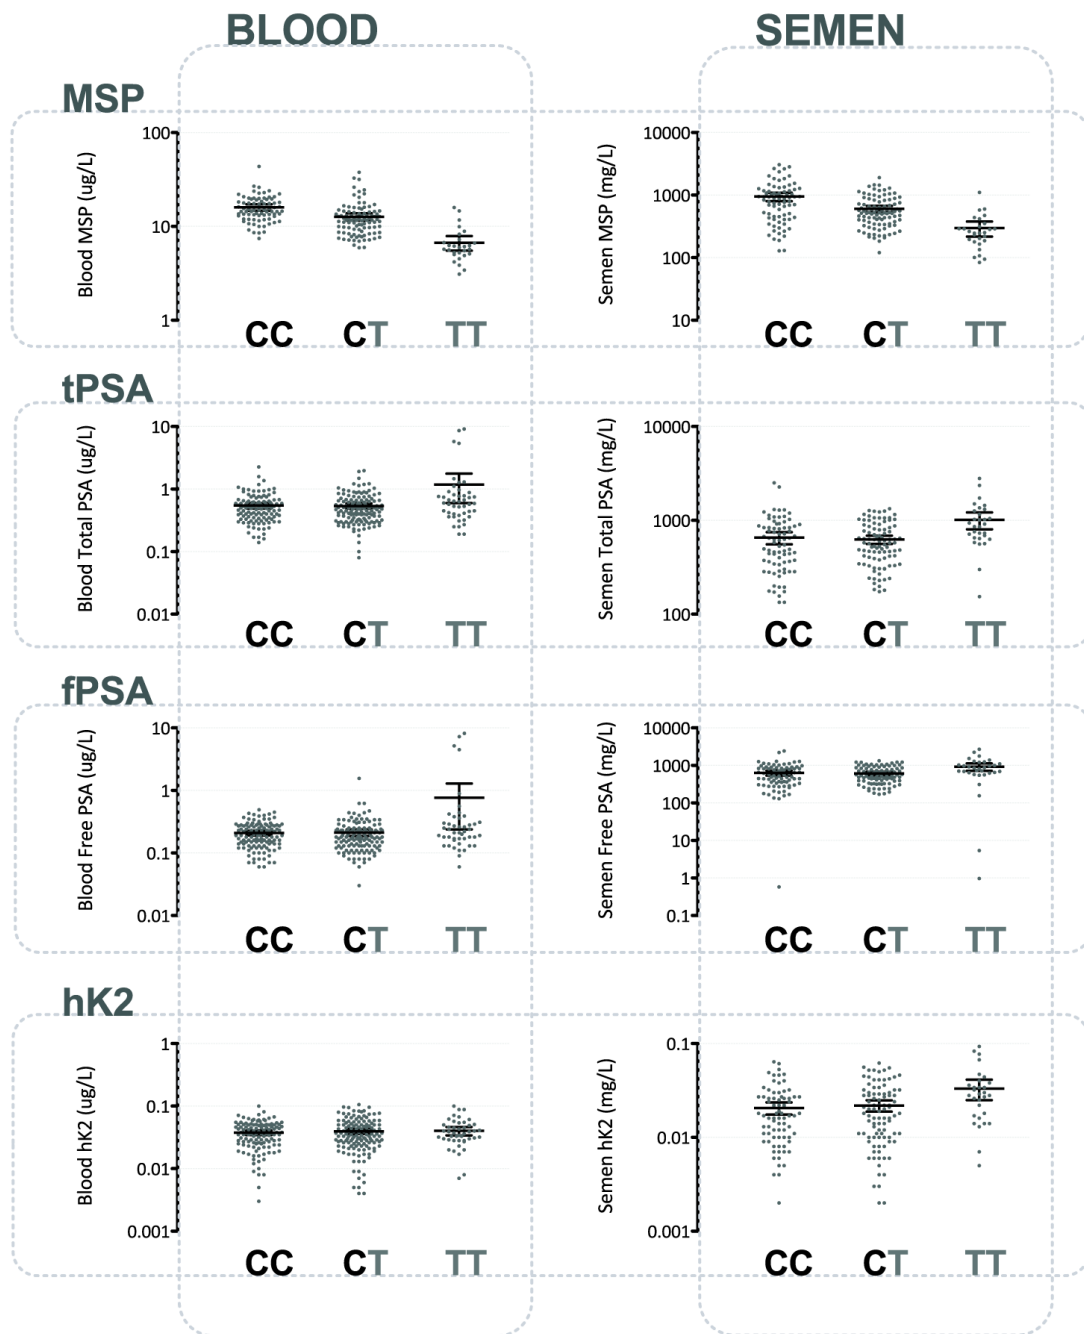 BLOOD SEMEN
MSP
Blood MSP (ug/L)
100
10
1
CC CT TT
Semen MSP (mg/L)
10000
1000
100
10
CC CT TT
tPSA
Blood Total PSA (ug/L)
10
1
0.1
0.01
CC CT TT
Semen Total PSA (mg/L)
10000
1000
100
CC CT TT
fPSA
Blood Free PSA (ug/L)
10
1
0.1
0.01
CC CT TT
Semen Free PSA (mg/L)
10000
1000
100
10
1
0.1
CC CT TT
hK2
Blood hK2 (ug/L)
1
0.1
0.01
0.001
CC CT TT
Semen hK2 (mg/L)
0.1
0.01
0.001
CC CT TT